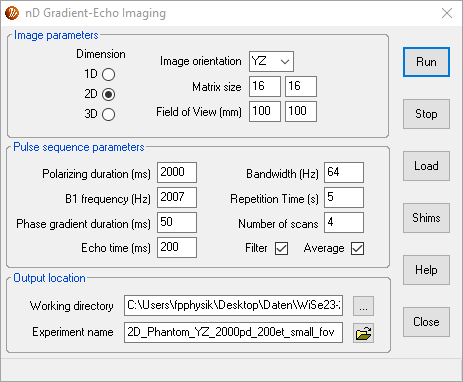 nD Gradient-Echo Imaging
Image parameters
Dimension
1D
2D
3D
Image orientation YZ
Matrix size 16 16
Field of View (mm) 100 100
Pulse sequence parameters
Polarizing duration (ms) 2000
B1 frequency (Hz) 2007
Phase gradient duration (ms) 50
Echo time (ms) 200
Bandwidth (Hz) 64
Repetition Time (s) 5
Number of scans 4
Filter Average
Output location
Working directory C:\Users\fpphysik\Desktop\Daten\WiSe23-
...
Experiment name 2D_Phantom_YZ_2000pd_200et_small_fov
Run
Stop
Load
Shims
Help
Close